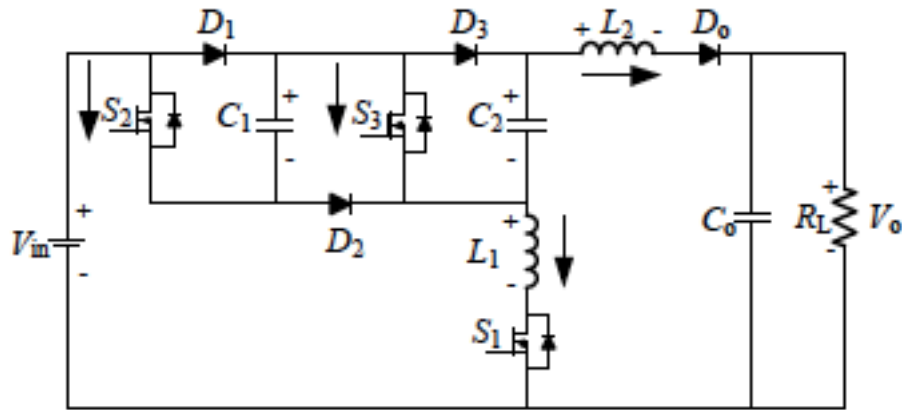 D1
D3
+ L2 -
Do
S2
C1
+
-
S3
C2
+
-
+
Vin
-
D2
+
L1
-
Co
+
RL
-
Vo
S1